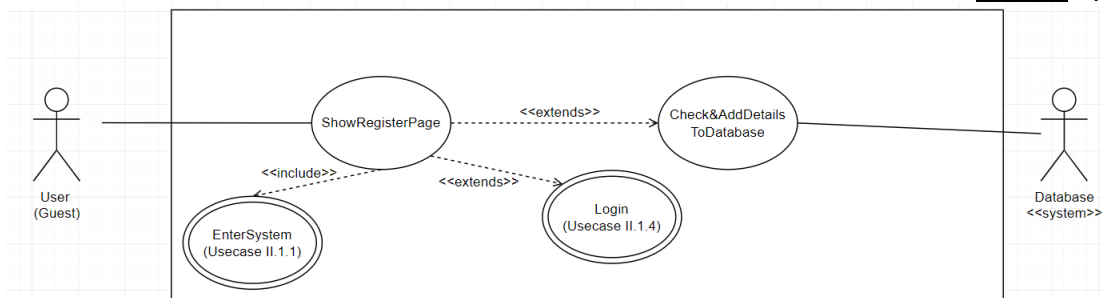 <<extends>>
ShowRegisterPage
Check&AddDetails
ToDatabase
<<include>>
<<extends>>
User
(Guest)
Database
<<system>>
Login
(Usecase II.1.4)
EnterSystem
(Usecase II.1.1)